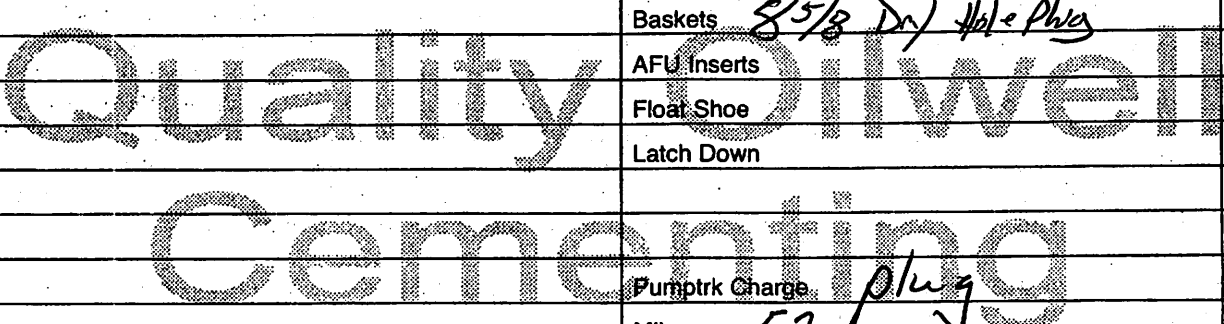 Baskets 8 5/8 Dry Hole Plug
Quality Oilwell
AFU Inserts
Float Shoe
Latch Down
Cementing
Pumptrk Charge plug